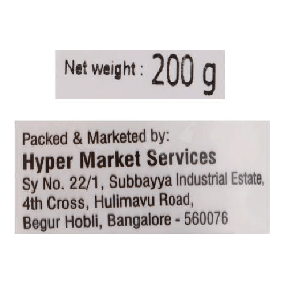 Net weight : 200 g
Packed & Marketed by:
Hyper Market Services
Sy No. 22/1, Subbayya Industrial Estate,
4th Cross, Hulimavu Road,
Begur Hobli, Bangalore - 560076